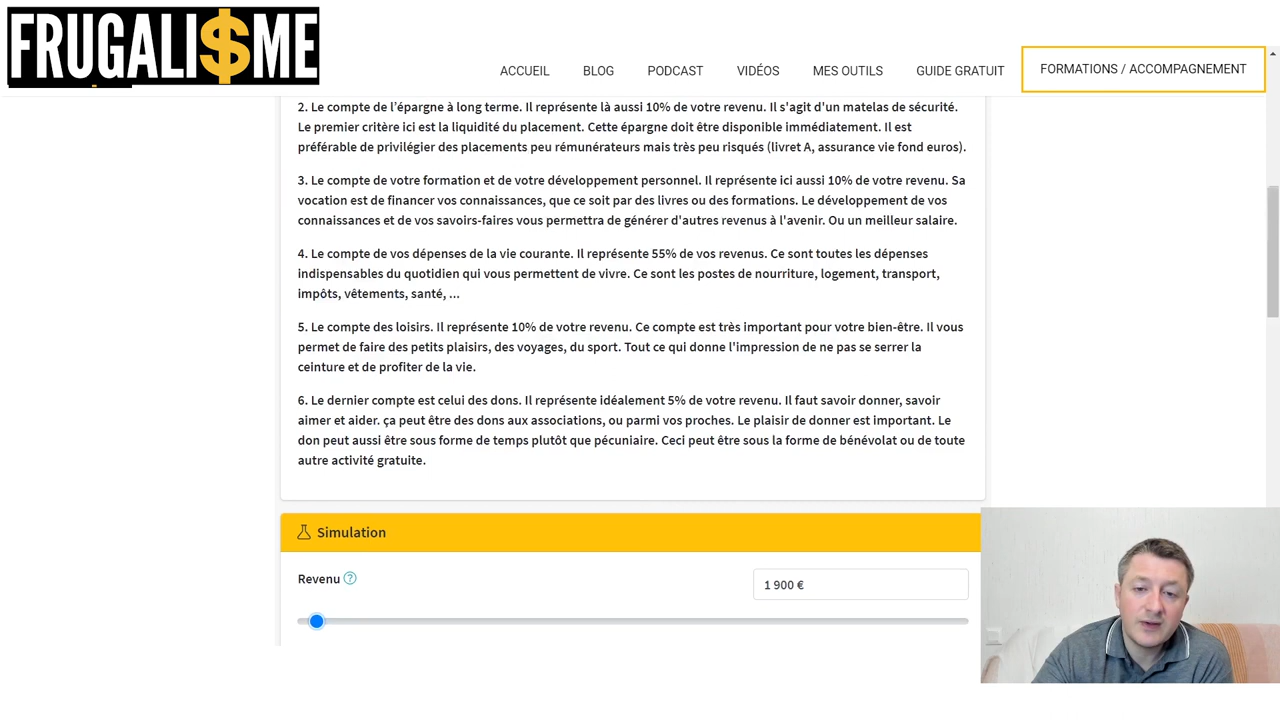 FRUGALI$ME
ACCUEIL BLOG PODCAST VIDÉOS MES OUTILS GUIDE GRATUIT FORMATIONS / ACCOMPAGNEMENT
2. Le compte de l’épargne à long terme. Il représente là aussi 10% de votre revenu. Il s'agit d'un matelas de sécurité.
Le premier critère ici est la liquidité du placement. Cette épargne doit être disponible immédiatement. Il est
préférable de privilégier des placements peu rémunérateurs mais très peu risqués (livret A, assurance vie fond euros).
3. Le compte de votre formation et de votre développement personnel. Il représente ici aussi 10% de votre revenu. Sa
vocation est de financer vos connaissances, que ce soit par des livres ou des formations. Le développement de vos
connaissances et de vos savoirs-faires vous permettra de générer d'autres revenus à l'avenir. Ou un meilleur salaire.
4. Le compte de vos dépenses de la vie courante. Il représente 55% de vos revenus. Ce sont toutes les dépenses
indispensables du quotidien qui vous permettent de vivre. Ce sont les postes de nourriture, logement, transport,
impôts, vêtements, santé, ...
5. Le compte des loisirs. Il représente 10% de votre revenu. Ce compte est très important pour votre bien-être. Il vous
permet de faire des petits plaisirs, des voyages, du sport. Tout ce qui donne l'impression de ne pas se serrer la
ceinture et de profiter de la vie.
6. Le dernier compte est celui des dons. Il représente idéalement 5% de votre revenu. Il faut savoir donner, savoir
aimer et aider. ça peut être des dons aux associations, ou parmi vos proches. Le plaisir de donner est important. Le
don peut aussi être sous forme de temps plutôt que pécuniaire. Ceci peut être sous la forme de bénévolat ou de toute
autre activité gratuite.
Simulation
Revenu ? 1 900 €